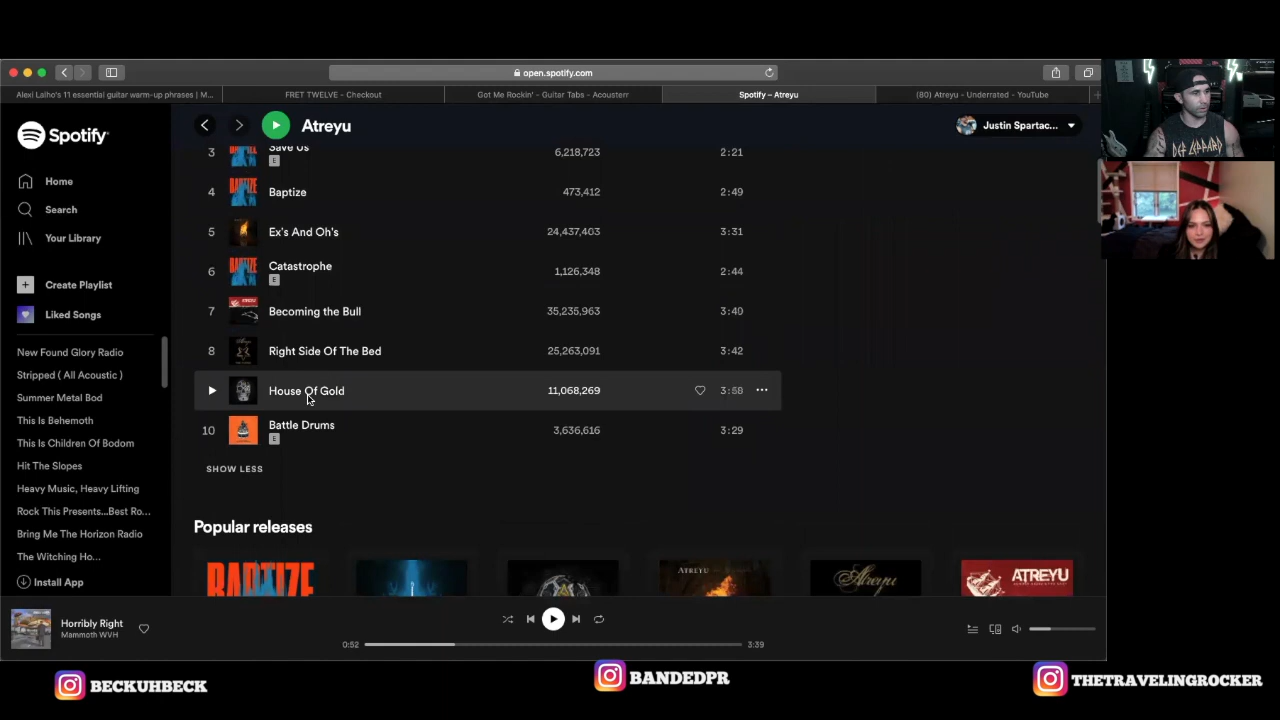 open.spotify.com
Alexi Laiho's 11 essential guitar warm-up phrases | M...
FRET TWELVE - Checkout
Got Me Rockin' - Guitar Tabs - Acousterr
Spotify – Atreyu
(80) Atreyu - Underrated - YouTube
Spotify
Atreyu
Justin Spartac...
Home
Search
Your Library
Create Playlist
Liked Songs
New Found Glory Radio
Stripped ( All Acoustic )
Summer Metal Bod
This Is Behemoth
This Is Children Of Bodom
Hit The Slopes
Heavy Music, Heavy Lifting
Rock This Presents...Best Ro...
Bring Me The Horizon Radio
The Witching Ho...
Install App
3 Save Us 6,218,723 2:21
E
4 Baptize 473,412 2:49
5 Ex's And Oh's 24,437,403 3:31
6 Catastrophe 1,126,348 2:44
E
7 Becoming the Bull 35,235,963 3:40
8 Right Side Of The Bed 25,263,091 3:42
House Of Gold 11,068,269 3:58
10 Battle Drums 3,636,616 3:29
E
SHOW LESS
Popular releases
BAPTIZE
ATREYU
Atreyu
ATREYU
DEF LEPPARD
Horribly Right
Mammoth WVH
0:52
3:39
BECKUHBECK
BANDEDPR
THETRAVELINGROCKER